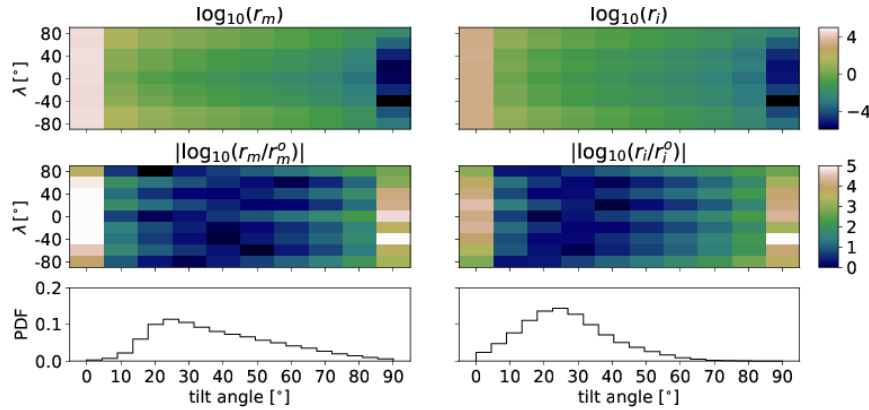 log₁₀(rₘ) log₁₀(rᵢ)
λ [°] 80 40 0 -40 -80
4 0 −4
|log₁₀(rₘ/rₘᵒ)| |log₁₀(rᵢ/rᵢᵒ)|
λ [°] 80 40 0 -40 -80 λ [°]
5 4 3 2 1 0
PDF 0.2 0.1 0.0
0 10 20 30 40 50 60 70 80 90 0 10 20 30 40 50 60 70 80 90
tilt angle [°] tilt angle [°]